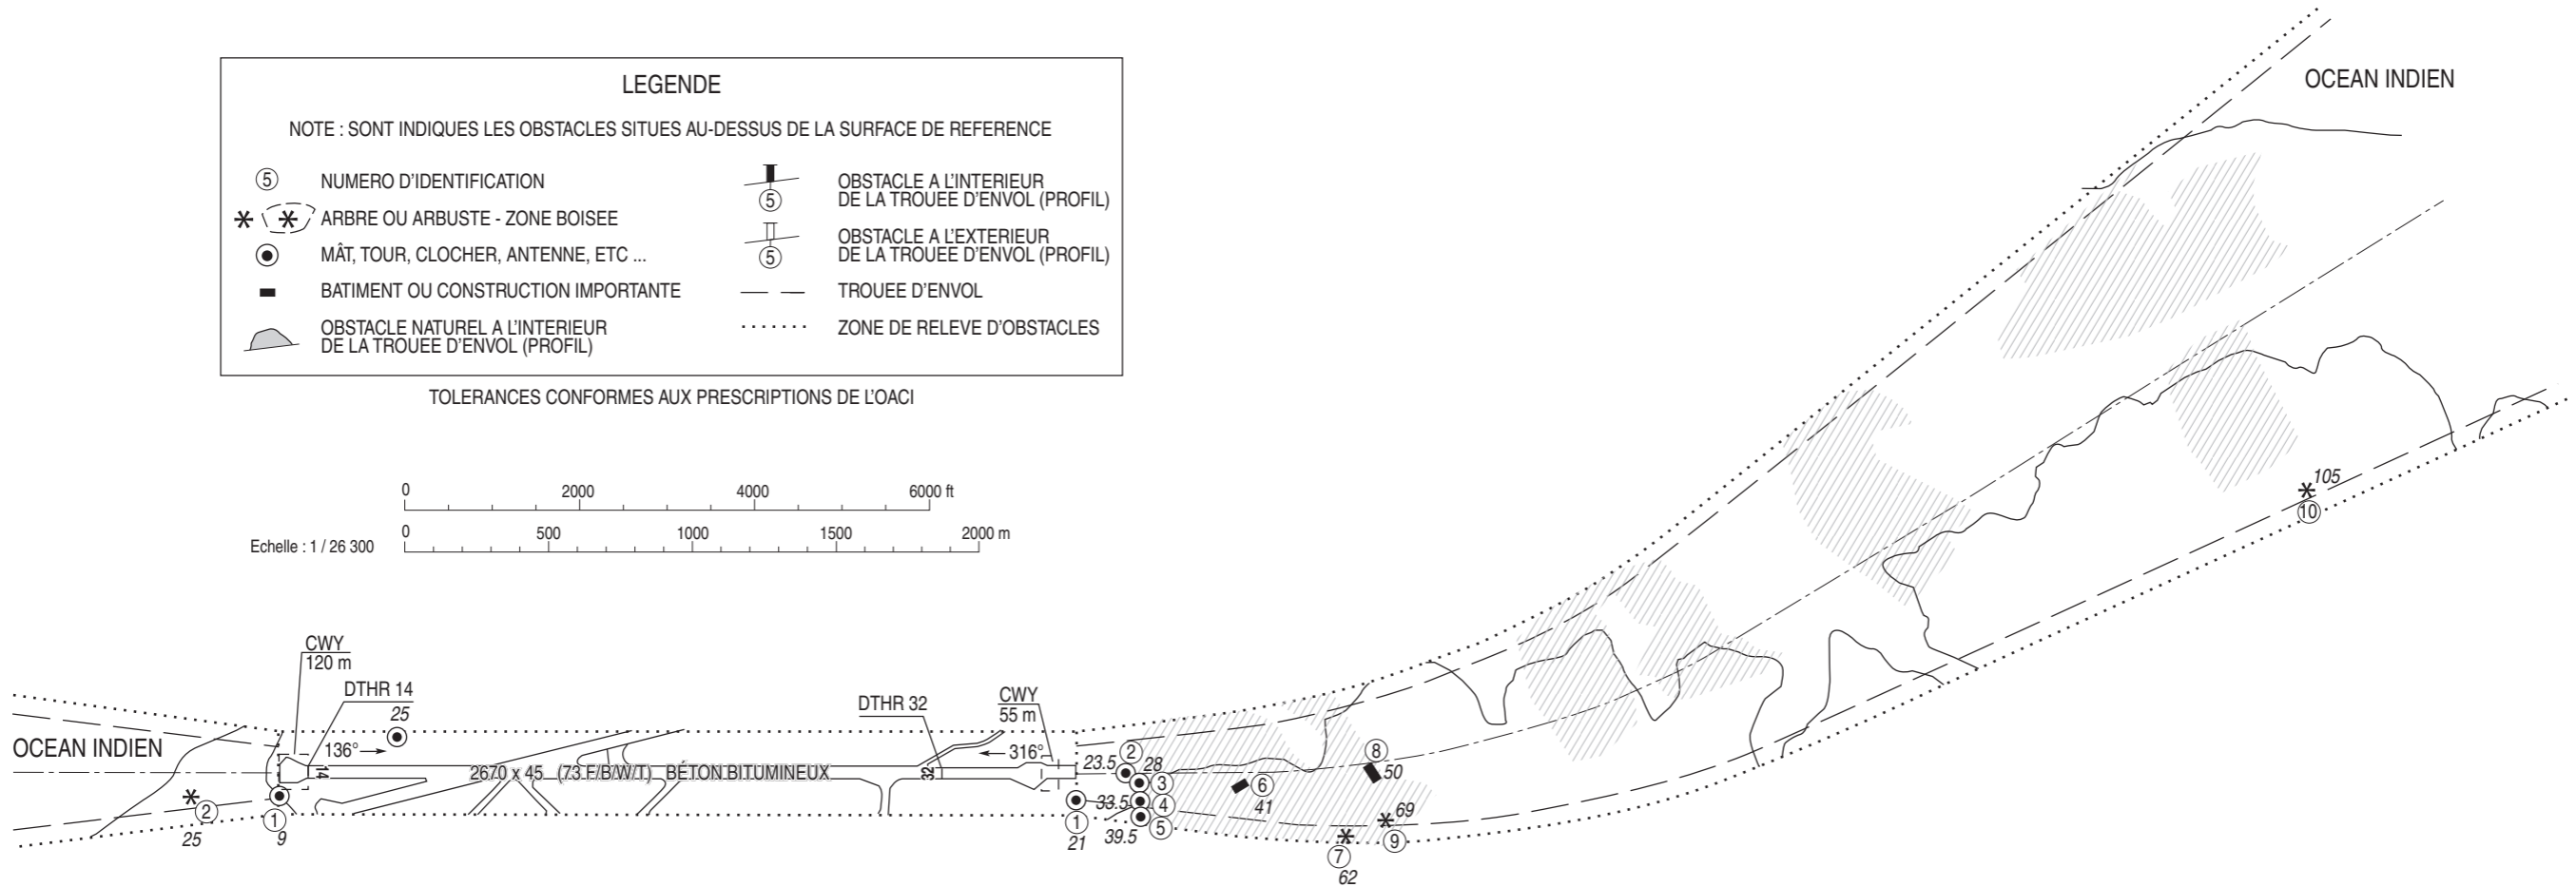 LEGENDE
NOTE : SONT INDIQUES LES OBSTACLES SITUES AU-DESSUS DE LA SURFACE DE REFERENCE
5 NUMERO D'IDENTIFICATION
ARBRE OU ARBUSTE - ZONE BOISEE
MÂT, TOUR, CLOCHER, ANTENNE, ETC ...
BATIMENT OU CONSTRUCTION IMPORTANTE
OBSTACLE NATUREL A L'INTERIEUR
DE LA TROUEE D'ENVOL (PROFIL)
OBSTACLE A L'INTERIEUR
DE LA TROUEE D'ENVOL (PROFIL)
5
OBSTACLE A L'EXTERIEUR
DE LA TROUEE D'ENVOL (PROFIL)
5
TROUEE D'ENVOL
ZONE DE RELEVE D'OBSTACLES
TOLERANCES CONFORMES AUX PRESCRIPTIONS DE L'OACI
0 2000 4000 6000 ft
0 500 1000 1500 2000 m
Echelle : 1 / 26 300
OCEAN INDIEN
105
10
CWY
120 m
DTHR 14
25
OCEAN INDIEN
136°
14
2670 x 45 (73 F/B/W/T) BÉTON BITUMINEUX
DTHR 32
32
CWY
55 m
316°
2
25
1
9
1
21
2
23.5
28
3
33.5
4
39.5
5
6
41
8
50
69
9
7
62